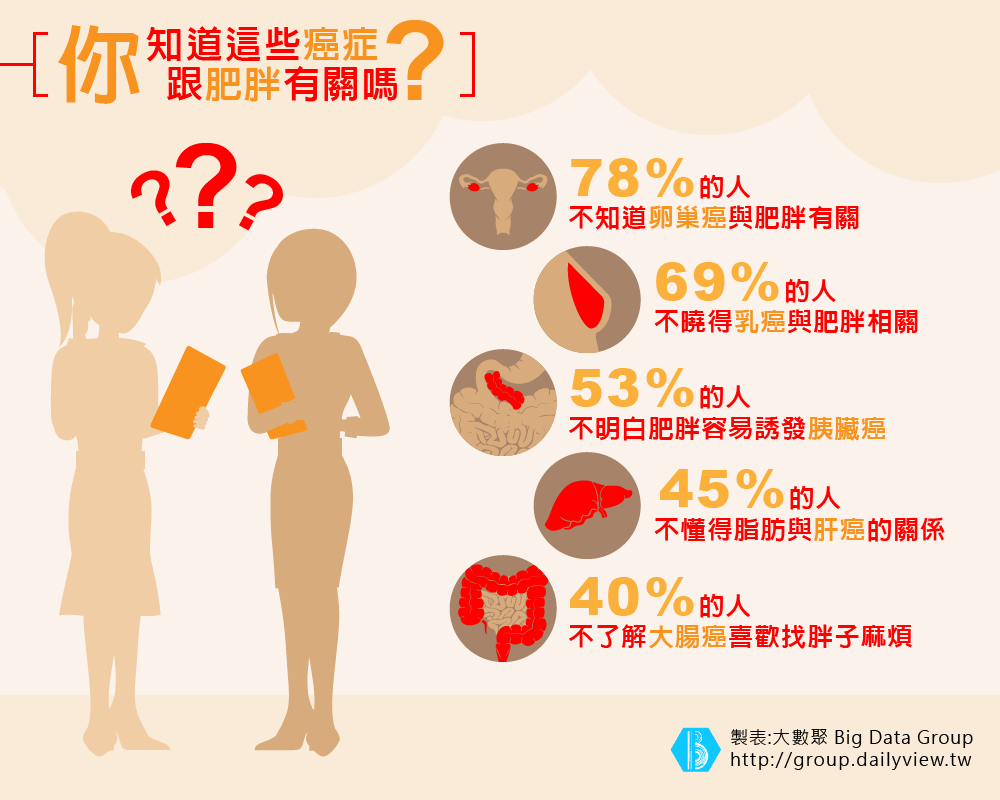 你知道這些癌症
跟肥胖有關嗎?
? ? ?
78%的人
不知道卵巢癌與肥胖有關
69%的人
不曉得乳癌與肥胖相關
53%的人
不明白肥胖容易誘發胰臟癌
45%的人
不懂得脂肪與肝癌的關係
40%的人
不了解大腸癌喜歡找胖子麻煩
製表:大數聚 Big Data Group
http://group.dailyview.tw